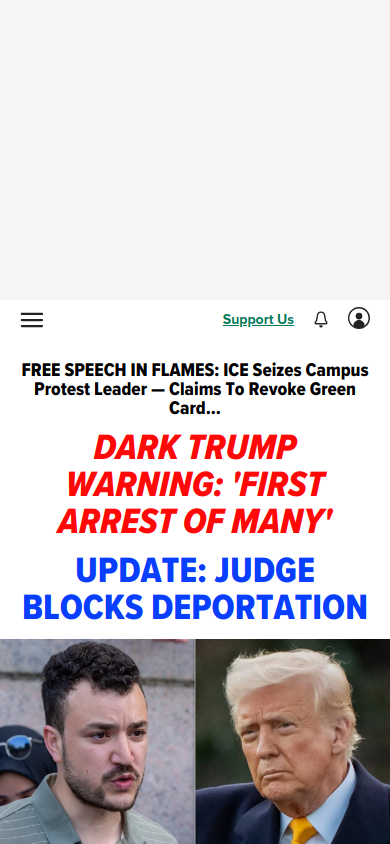 Support Us
FREE SPEECH IN FLAMES: ICE Seizes Campus
Protest Leader — Claims To Revoke Green
Card...
DARK TRUMP
WARNING: 'FIRST
ARREST OF MANY'
UPDATE: JUDGE
BLOCKS DEPORTATION